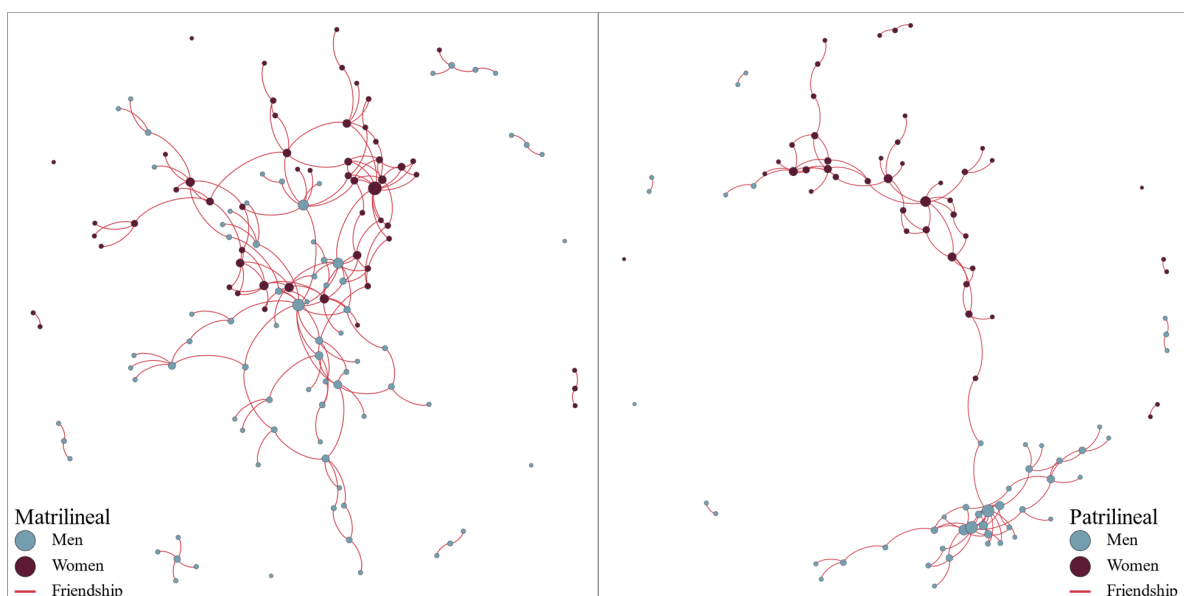 Matrilineal
Men
Women
Friendship
Patrilineal
Men
Women
Friendship